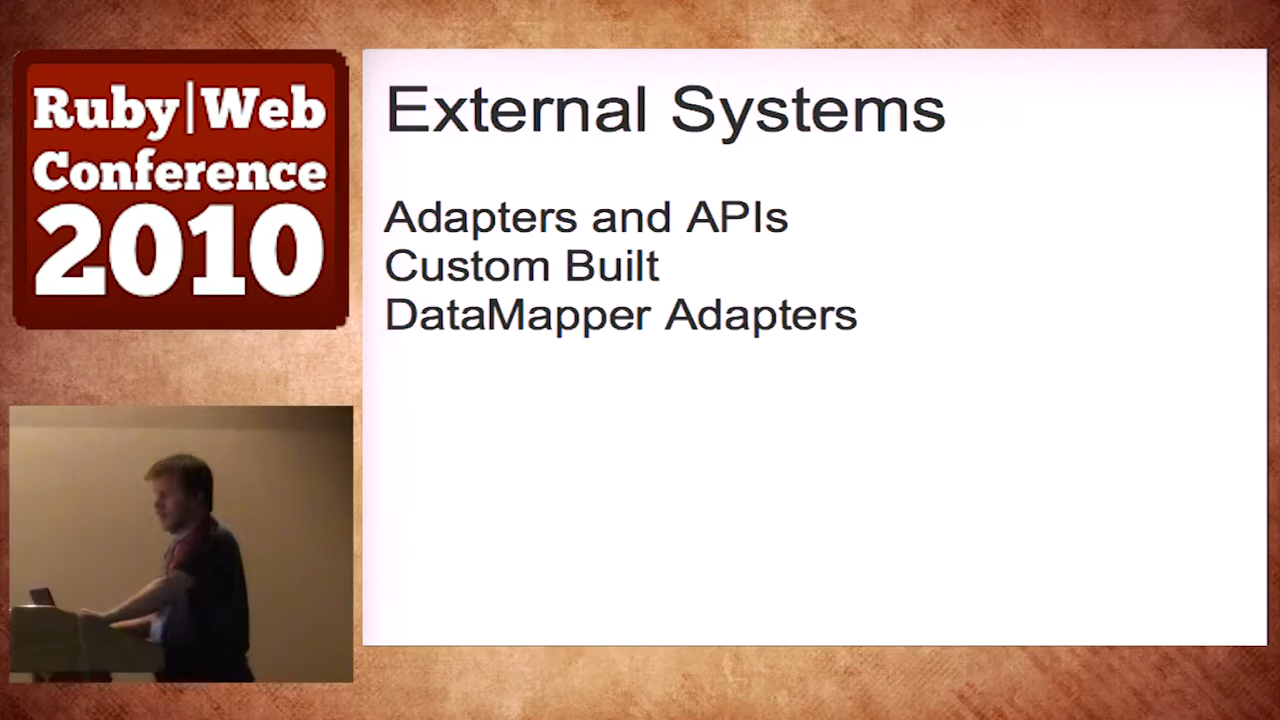 Ruby|Web
Conference
2010
External Systems
Adapters and APIs
Custom Built
DataMapper Adapters